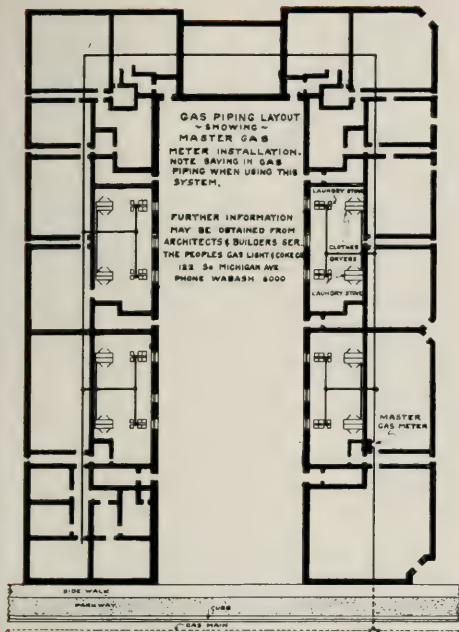 GAS PIPING LAYOUT
~ SHOWING ~
MASTER GAS
METER INSTALLATION.
NOTE SAVING IN GAS
PIPING WHEN USING THIS
SYSTEM.
FURTHER INFORMATION
MAY BE OBTAINED FROM
ARCHITECTS & BUILDERS SER.
THE PEOPLES GAS LIGHT & COKE CO
122 So MICHIGAN AVE
PHONE WABASH 6000
LAUNDRY STOVE
CLOTHES
DRYERS
LAUNDRY STOVE
MASTER
GAS METER
SIDE WALK
PARKWAY
CURB
GAS MAIN